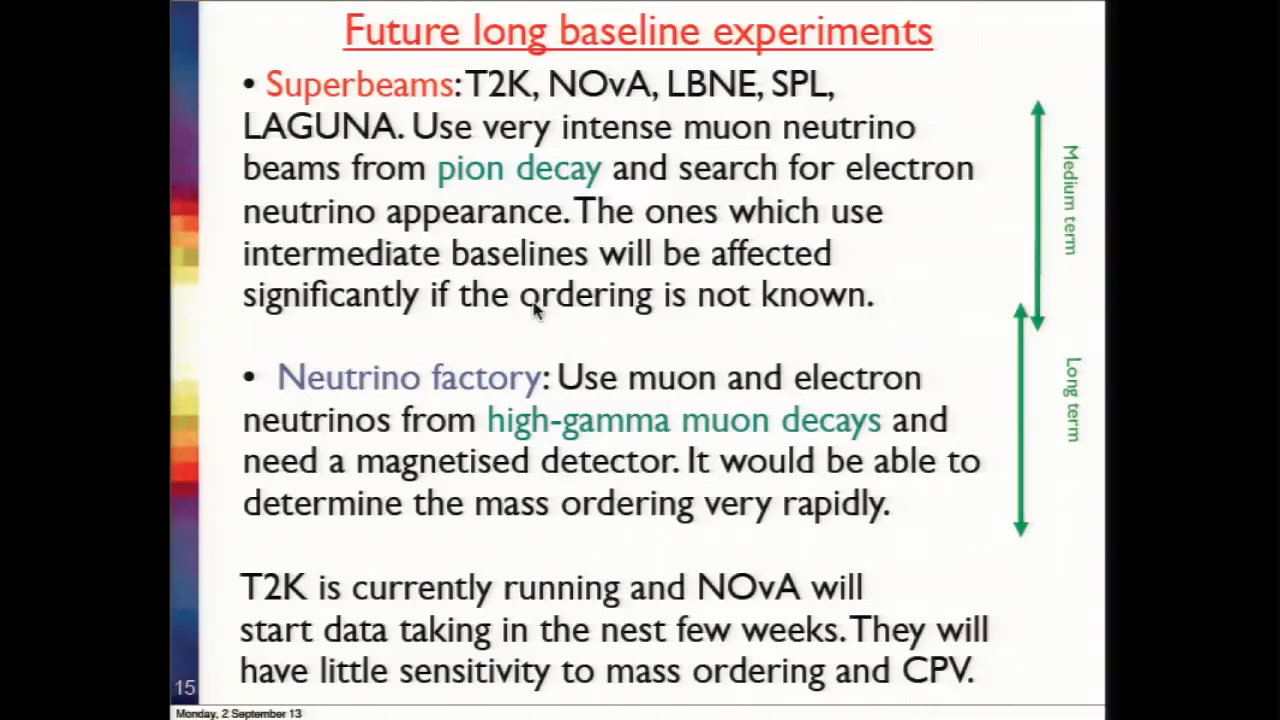 Future long baseline experiments
• Superbeams: T2K, NOvA, LBNE, SPL,
LAGUNA. Use very intense muon neutrino
beams from pion decay and search for electron
neutrino appearance. The ones which use
intermediate baselines will be affected
significantly if the ordering is not known.
Medium term
• Neutrino factory: Use muon and electron
neutrinos from high-gamma muon decays and
need a magnetised detector. It would be able to
determine the mass ordering very rapidly.
Long term
T2K is currently running and NOvA will
start data taking in the nest few weeks. They will
have little sensitivity to mass ordering and CPV.
15
Monday, 2 September 13